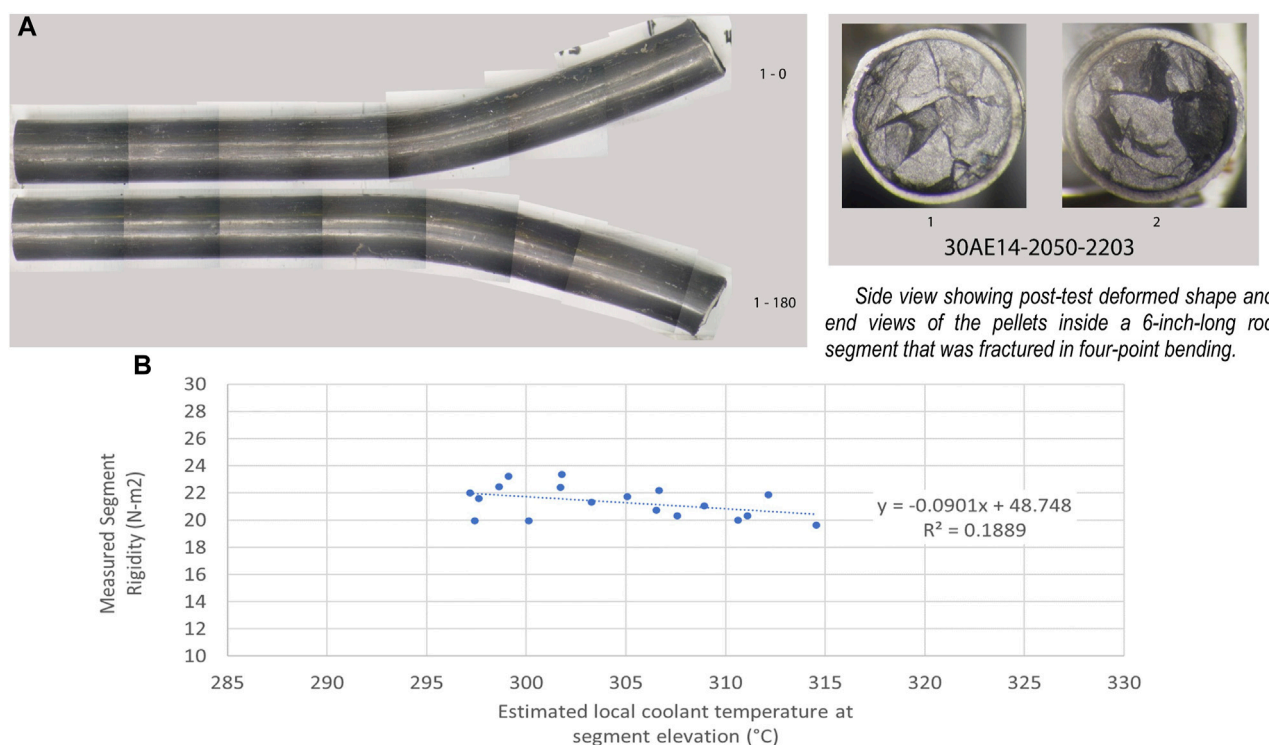 A
1 - 0
1 - 180
1
2
30AE14-2050-2203
Side view showing post-test deformed shape and
end views of the pellets inside a 6-inch-long rod
segment that was fractured in four-point bending.
B
Measured Segment
Rigidity (N-m2)
30
28
26
24
22
20
18
16
14
12
10
y = -0.0901x + 48.748
R² = 0.1889
285
290
295
300
305
310
315
320
325
330
Estimated local coolant temperature at
segment elevation (°C)